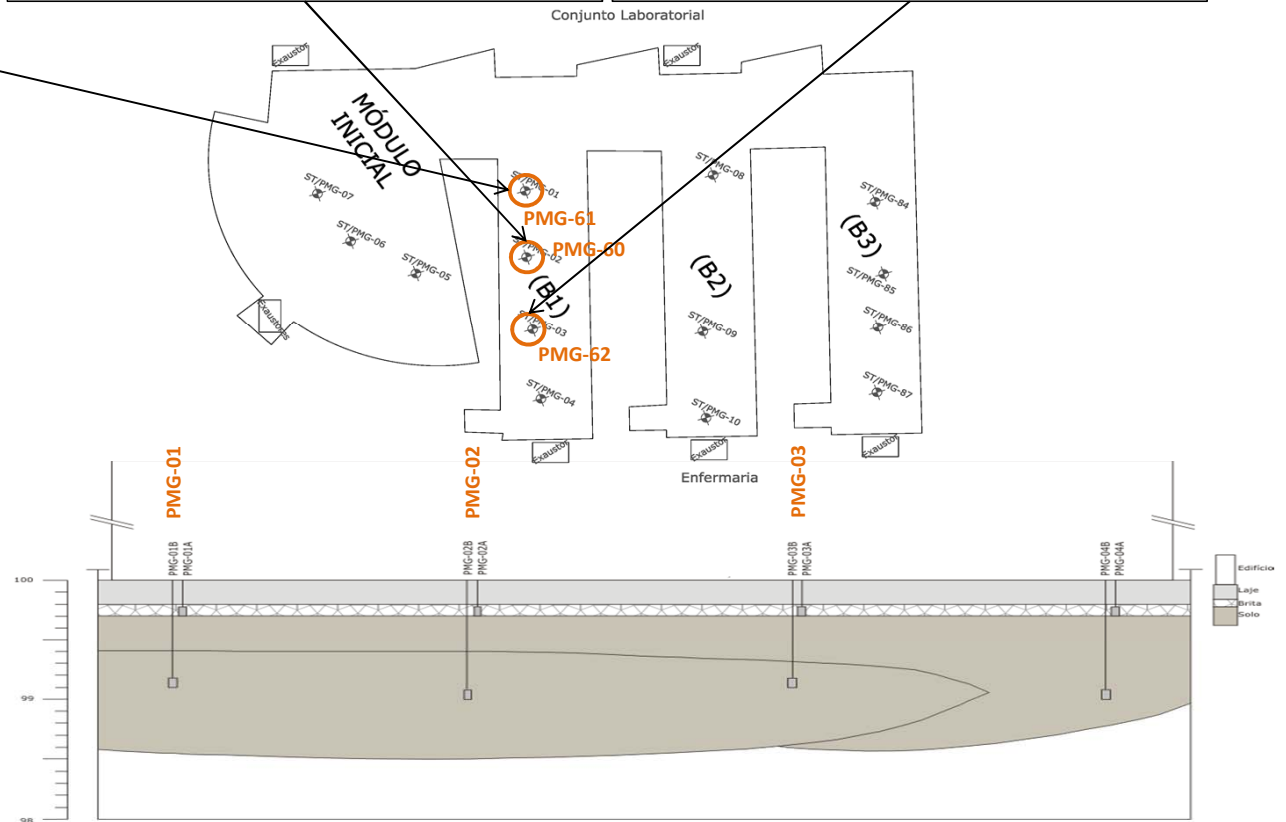 Conjunto Laboratorial
Exaustor
Exaustor
MÓDULO
INICIAL
ST/PMG-01
ST/PMG-08
ST/PMG-07
ST/PMG-84
PMG-61
ST/PMG-06
ST/PMG-02
PMG-60
(B3)
ST/PMG-05
(B1)
(B2)
ST/PMG-85
Exaustores
ST/PMG-03
ST/PMG-09
ST/PMG-86
PMG-62
ST/PMG-04
ST/PMG-87
ST/PMG-10
Exaustor
Exaustor
Exaustor
Enfermaria
PMG-01
PMG-02
PMG-03
PMG-01B
PMG-01A
PMG-02B
PMG-02A
PMG-03B
PMG-03A
PMG-04B
PMG-04A
100
99
98
Edifício
Laje
Brita
Solo